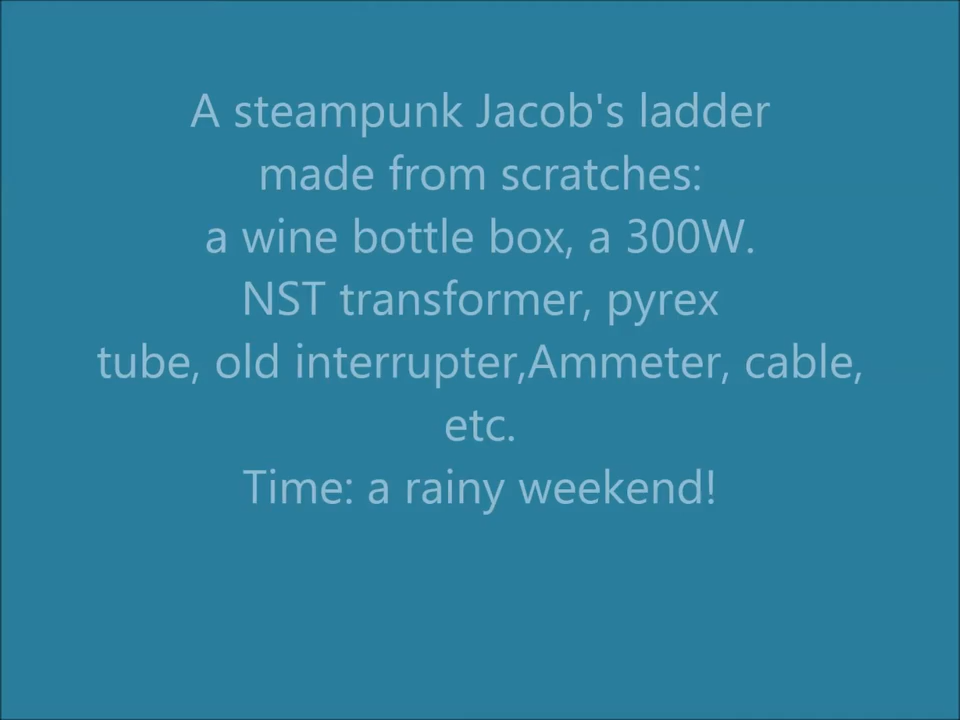 A steampunk Jacob's ladder
made from scratches:
a wine bottle box, a 300W.
NST transformer, pyrex
tube, old interrupter,Ammeter, cable,
etc.
Time: a rainy weekend!